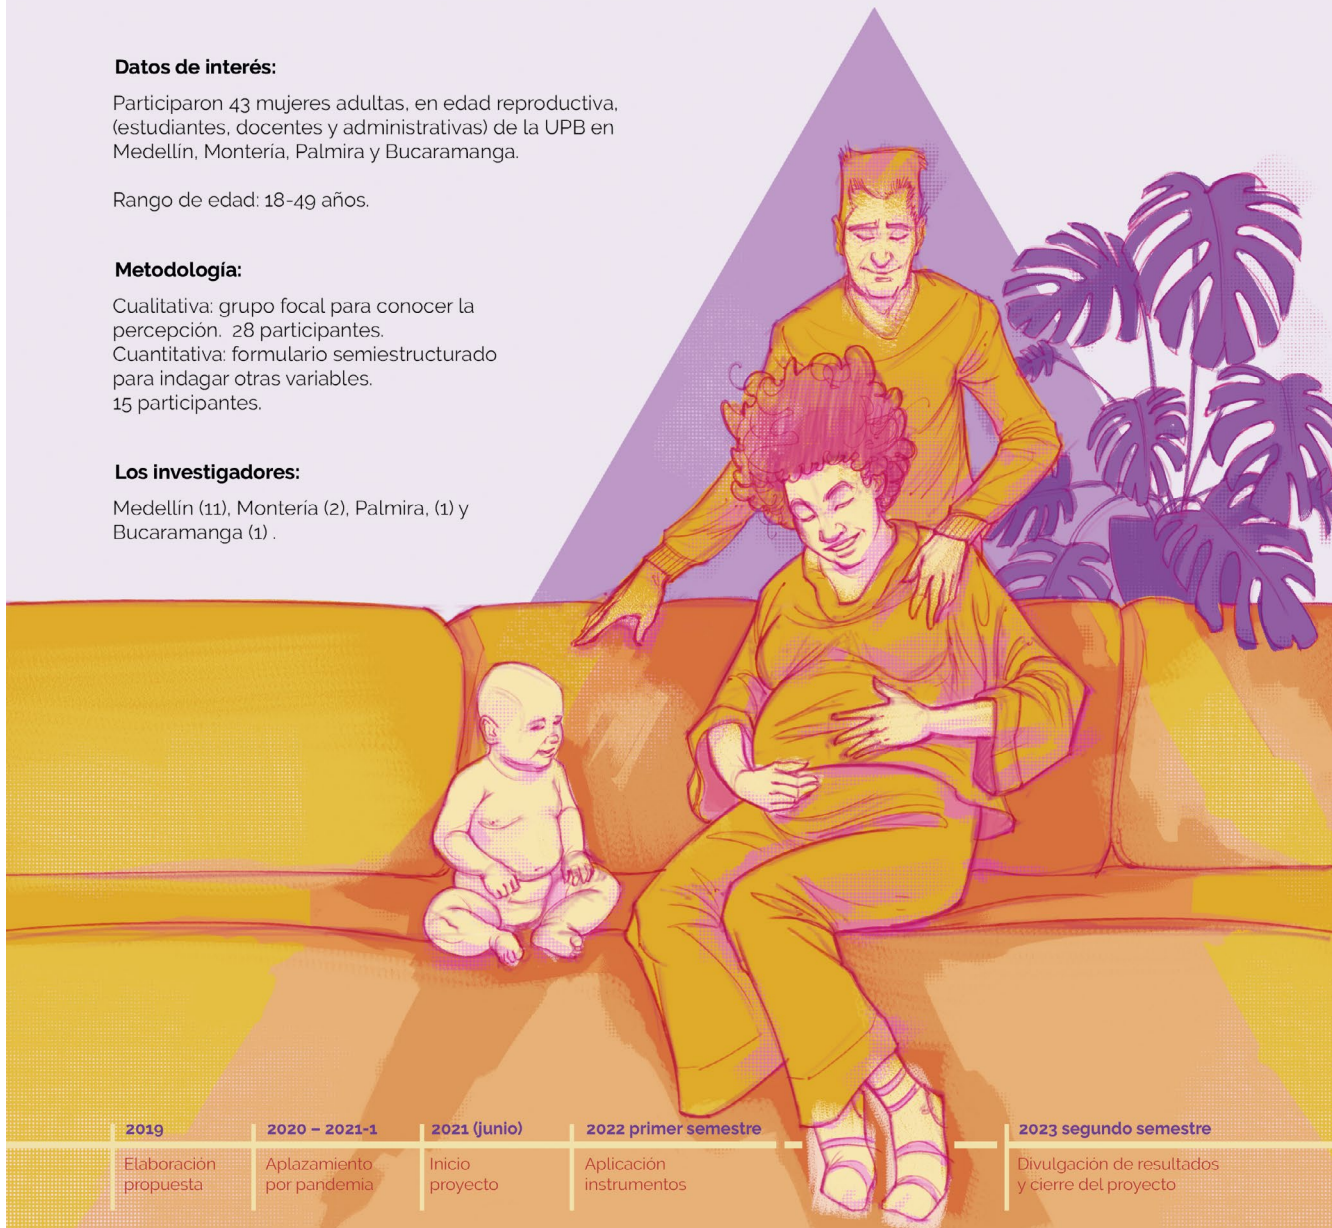 Datos de interés:
Participaron 43 mujeres adultas, en edad reproductiva,
(estudiantes, docentes y administrativas) de la UPB en
Medellín, Montería, Palmira y Bucaramanga.
Rango de edad: 18-49 años.
Metodología:
Cualitativa: grupo focal para conocer la
percepción. 28 participantes.
Cuantitativa: formulario semiestructurado
para indagar otras variables.
15 participantes.
Los investigadores:
Medellín (11), Montería (2), Palmira, (1) y
Bucaramanga (1) .
2019
Elaboración
propuesta
2020 – 2021-1
Aplazamiento
por pandemia
2021 (junio)
Inicio
proyecto
2022 primer semestre
Aplicación
instrumentos
2023 segundo semestre
Divulgación de resultados
y cierre del proyecto